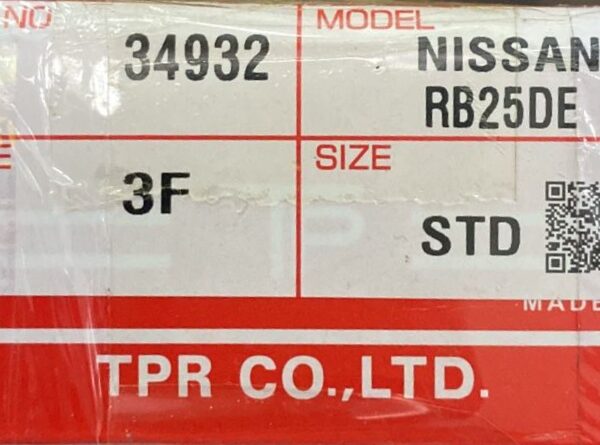 NO
34932
MODEL
NISSAN
RB25DE
E
3F
SIZE
STD
MADE
TPR CO.,LTD.